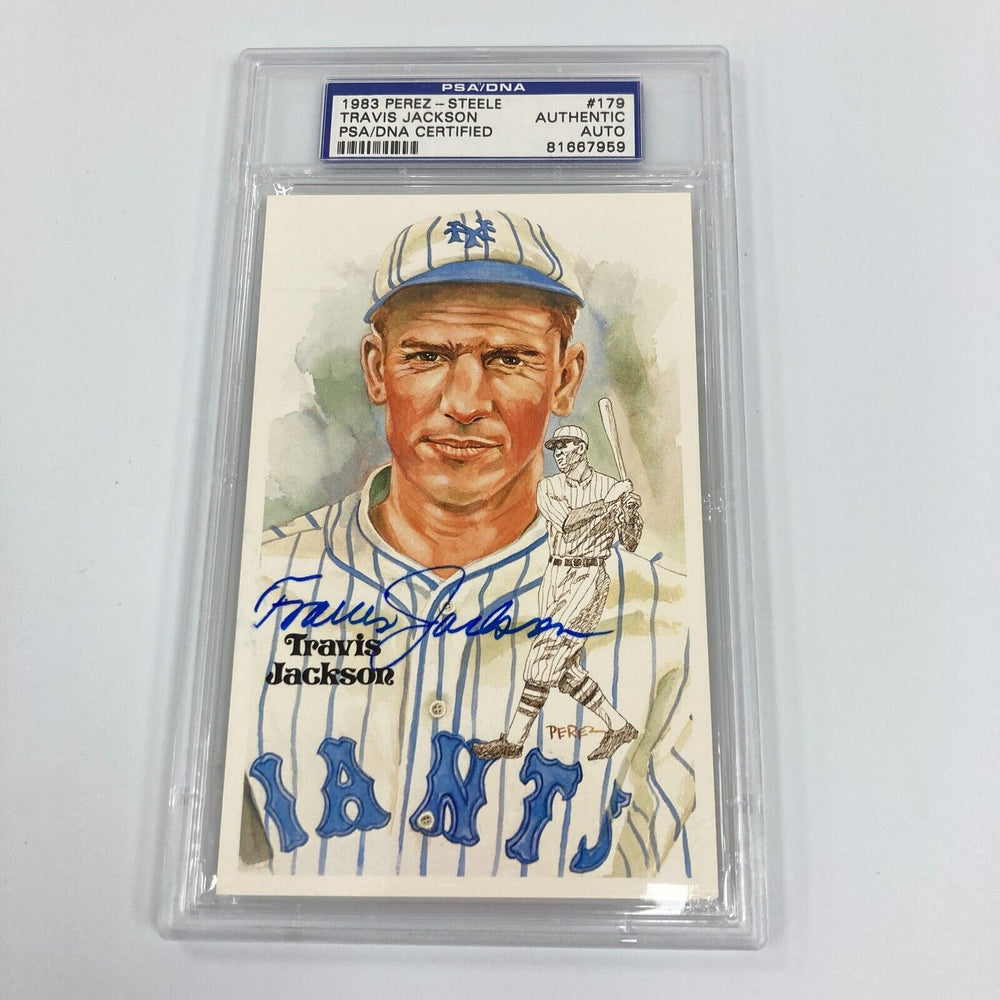 PSA/DNA
1983 PEREZ-STEELE #179
TRAVIS JACKSON AUTHENTIC
PSA/DNA CERTIFIED AUTO
81667959
NY
Travis Jackson
Travis
Jackson
PEREZ
IANTS